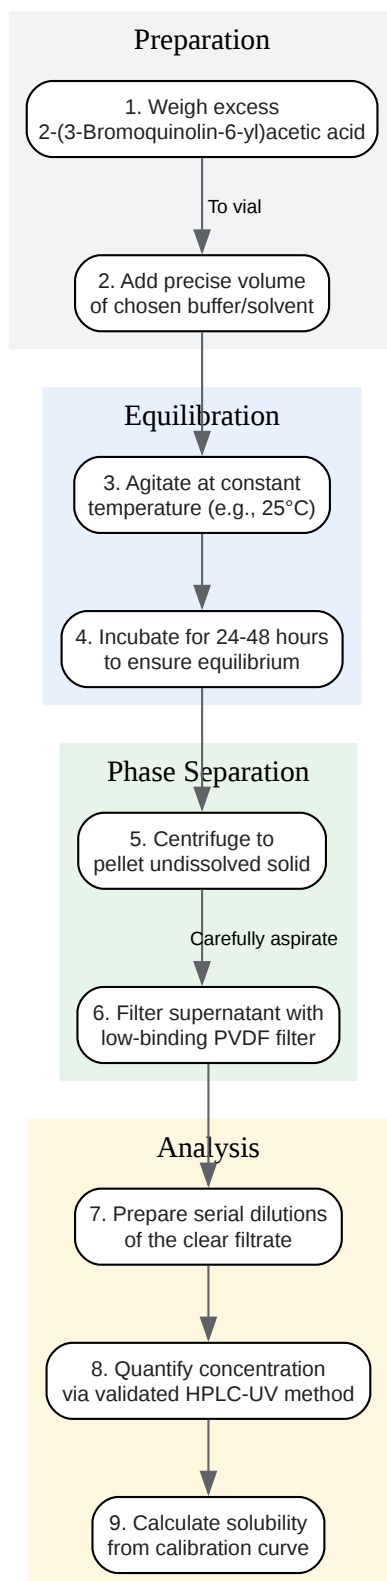 Preparation
1. Weigh excess
2-(3-Bromoquinolin-6-yl)acetic acid
To vial
2. Add precise volume
of chosen buffer/solvent
Equilibration
3. Agitate at constant
temperature (e.g., 25°C)
4. Incubate for 24-48 hours
to ensure equilibrium
Phase Separation
5. Centrifuge to
pellet undissolved solid
Carefully aspirate
6. Filter supernatant with
low-binding PVDF filter
Analysis
7. Prepare serial dilutions
of the clear filtrate
8. Quantify concentration
via validated HPLC-UV method
9. Calculate solubility
from calibration curve